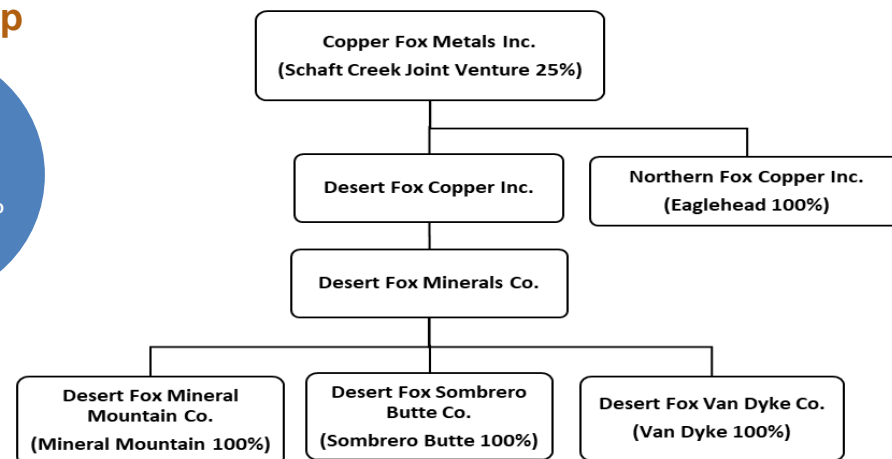 p
Copper Fox Metals Inc.
(Schaft Creek Joint Venture 25%)
Desert Fox Copper Inc.
Northern Fox Copper Inc.
(Eaglehead 100%)
Desert Fox Minerals Co.
Desert Fox Mineral
Mountain Co.
(Mineral Mountain 100%)
Desert Fox Sombrero
Butte Co.
(Sombrero Butte 100%)
Desert Fox Van Dyke Co.
(Van Dyke 100%)